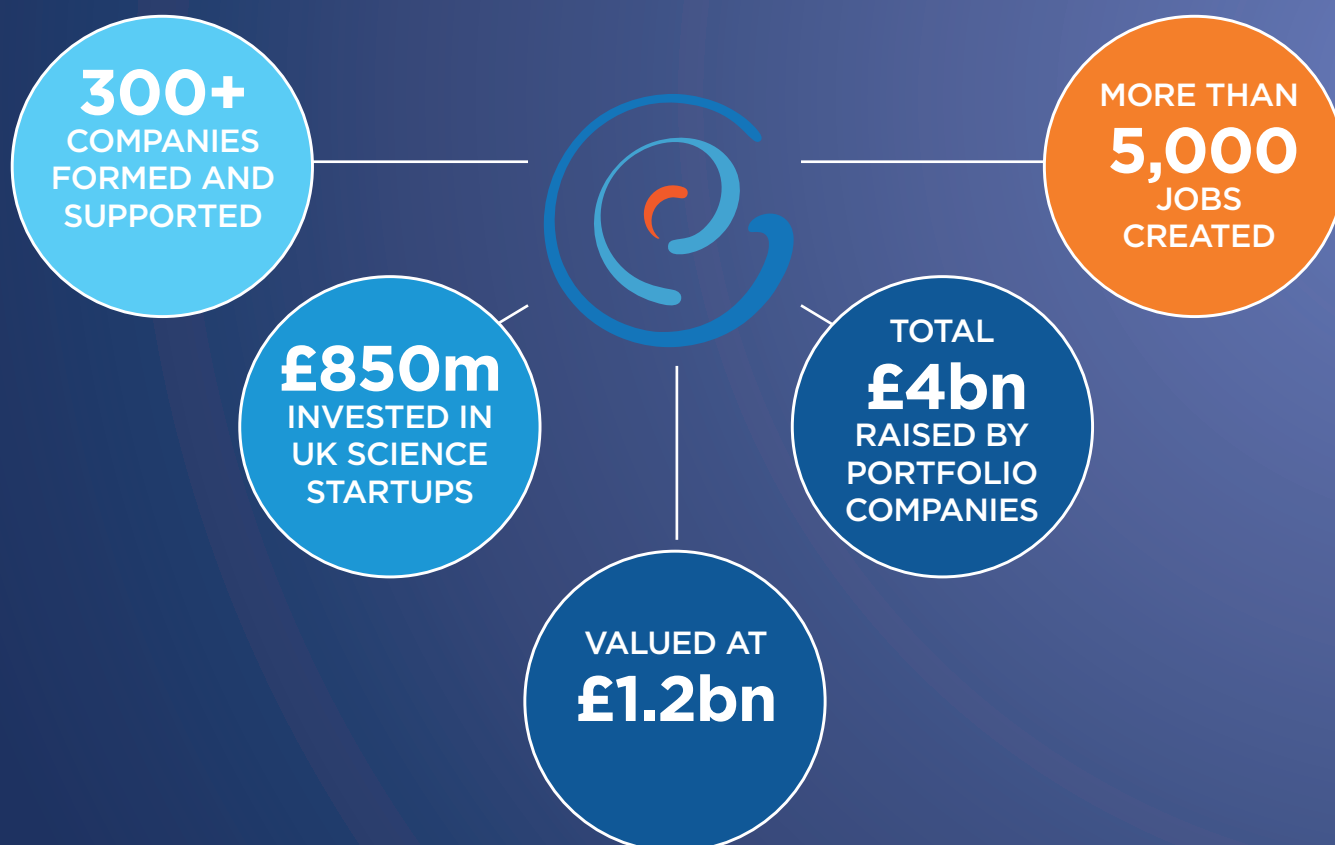 300+
COMPANIES
FORMED AND
SUPPORTED
MORE THAN
5,000
JOBS
CREATED
£850m
INVESTED IN
UK SCIENCE
STARTUPS
TOTAL
£4bn
RAISED BY
PORTFOLIO
COMPANIES
VALUED AT
£1.2bn